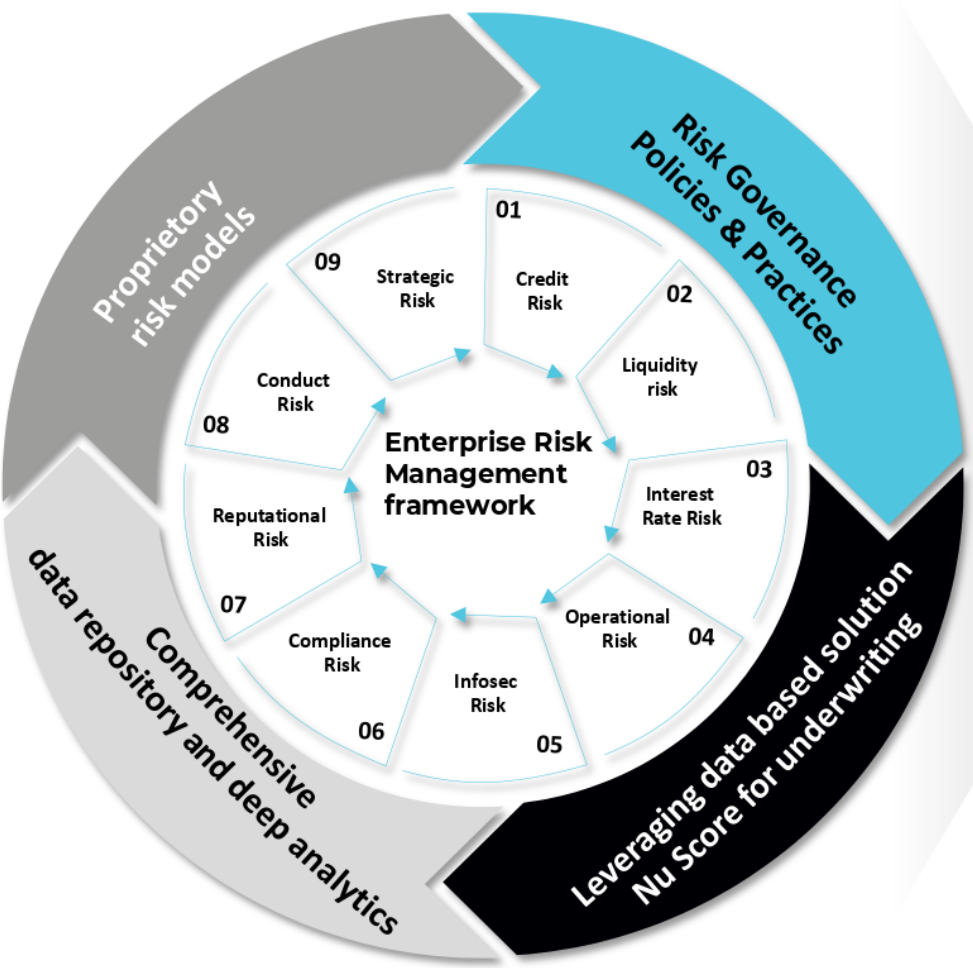 Risk Governance
Policies & Practices
Leveraging data based solution
Nu Score for underwriting
Comprehensive
data repository and deep analytics
Proprietory
risk models
01
Credit
Risk
02
Liquidity
risk
03
Interest
Rate Risk
04
Operational
Risk
05
Infosec
Risk
06
Compliance
Risk
07
Reputational
Risk
08
Conduct
Risk
09
Strategic
Risk
Enterprise Risk
Management
framework